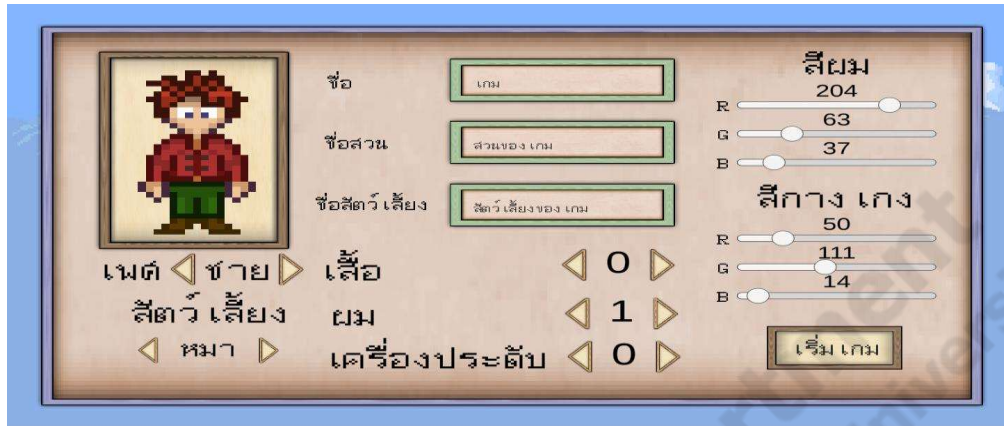 ชื่อ
เกม
ชื่อสวน
สวนของ เกม
ชื่อสัตว์ เลี้ยง
สัตว์ เลี้ยงของ เกม
เพศ ชาย
สัตว์ เลี้ยง
หมา
เสื้อ 0
ผม 1
เครื่องประดับ 0
สีผม
204
R
63
G
37
B
สีกาง เกง
50
R
111
G
14
B
เริ่ม เกม